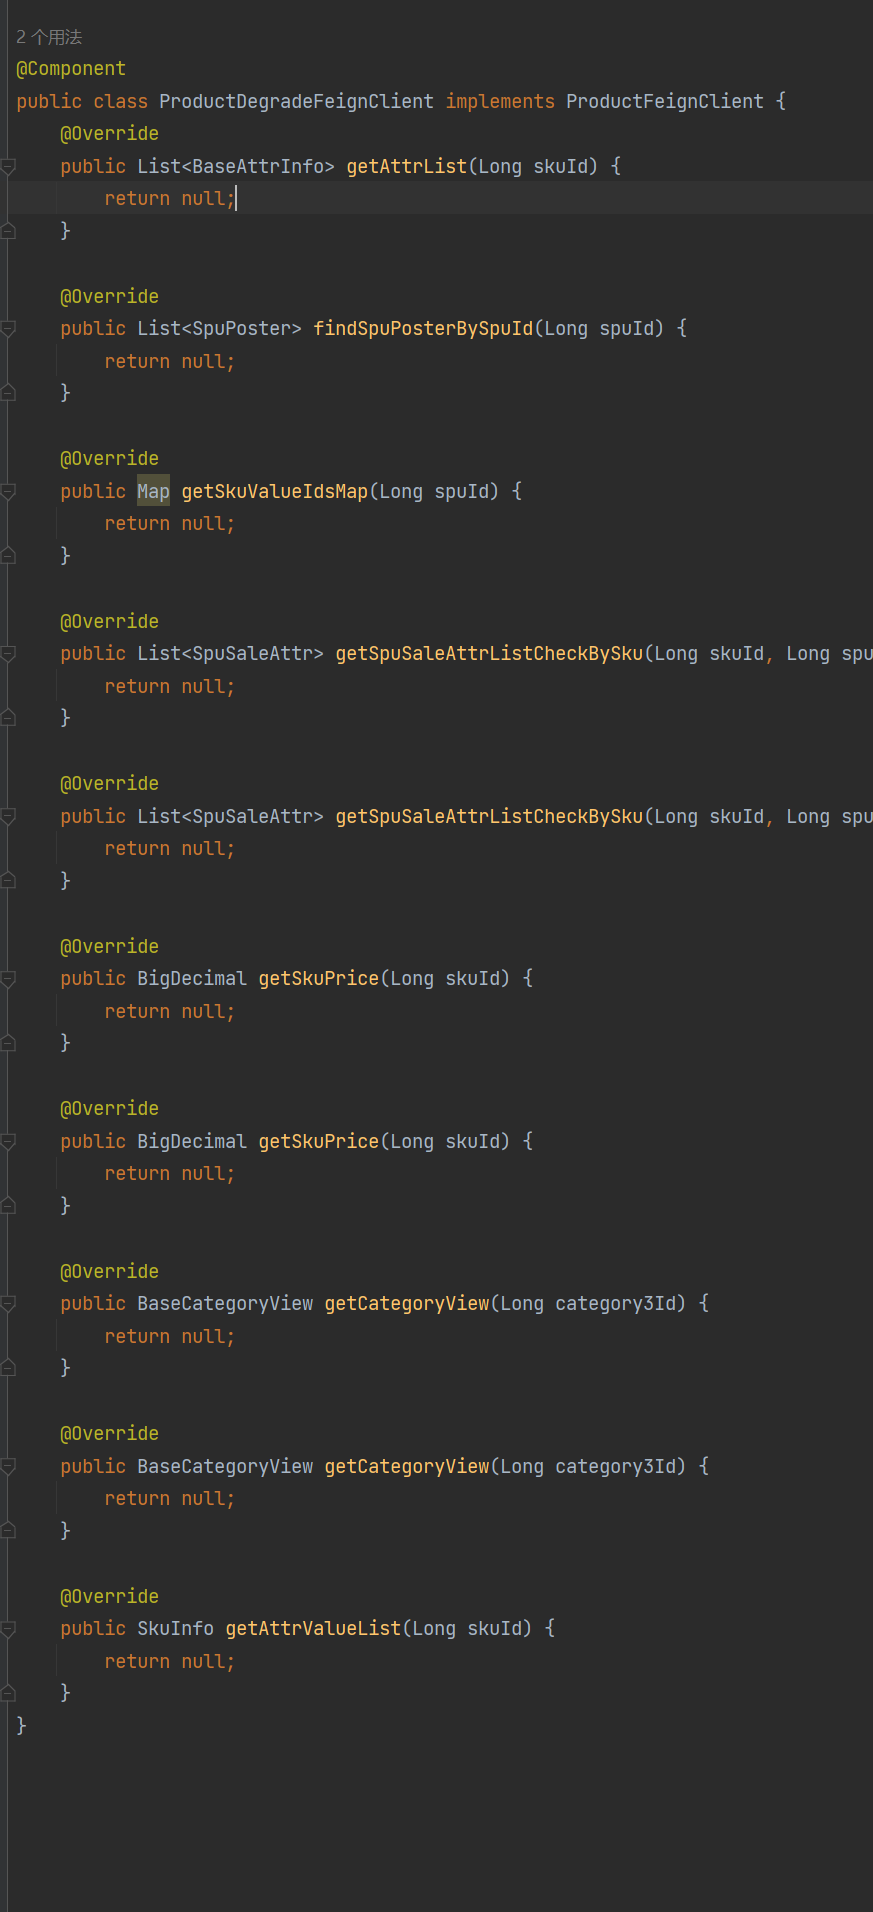 2 个用法
@Component
public class ProductDegradeFeignClient implements ProductFeignClient {
@Override
public List<BaseAttrInfo> getAttrList(Long skuId) {
return null;
}
@Override
public List<SpuPoster> findSpuPosterBySpuId(Long spuId) {
return null;
}
@Override
public Map getSkuValueIdsMap(Long spuId) {
return null;
}
@Override
public List<SpuSaleAttr> getSpuSaleAttrListCheckBySku(Long skuId, Long spu
return null;
}
@Override
public List<SpuSaleAttr> getSpuSaleAttrListCheckBySku(Long skuId, Long spu
return null;
}
@Override
public BigDecimal getSkuPrice(Long skuId) {
return null;
}
@Override
public BigDecimal getSkuPrice(Long skuId) {
return null;
}
@Override
public BaseCategoryView getCategoryView(Long category3Id) {
return null;
}
@Override
public BaseCategoryView getCategoryView(Long category3Id) {
return null;
}
@Override
public SkuInfo getAttrValueList(Long skuId) {
return null;
}
}